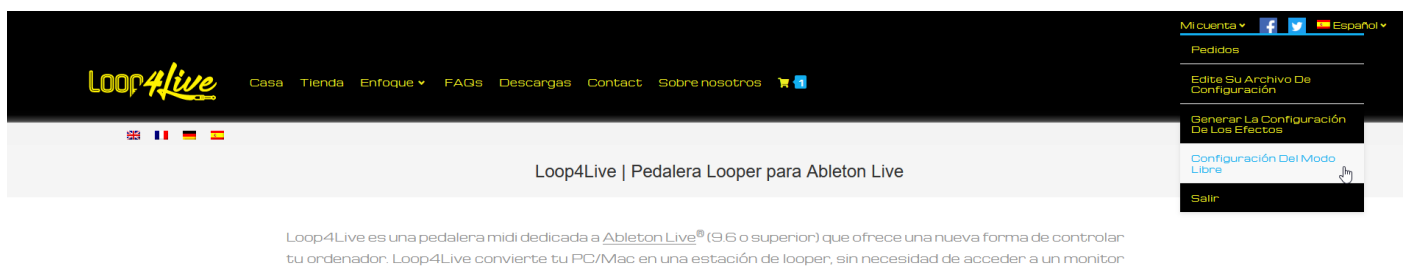 Mi cuenta
Español
Pedidos
Edite Su Archivo De
Configuración
Generar La Configuración
De Los Efectos
Configuración Del Modo
Libre
Salir
Loop4Live
Casa Tienda Enfoque FAQs Descargas Contact Sobre nosotros 1
Loop4Live | Pedalera Looper para Ableton Live
Loop4Live es una pedalera midi dedicada a Ableton Live® (9.6 o superior) que ofrece una nueva forma de controlar
tu ordenador. Loop4Live convierte tu PC/Mac en una estación de looper, sin necesidad de acceder a un monitor